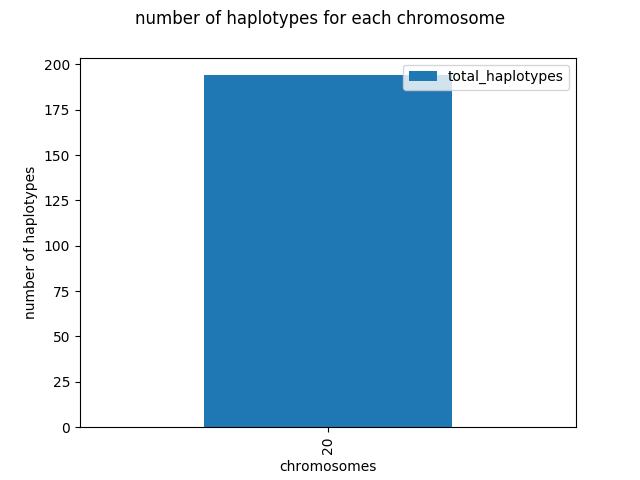 number of haplotypes for each chromosome
total_haplotypes
200
175
150
125
100
75
50
25
0
number of haplotypes
20
chromosomes